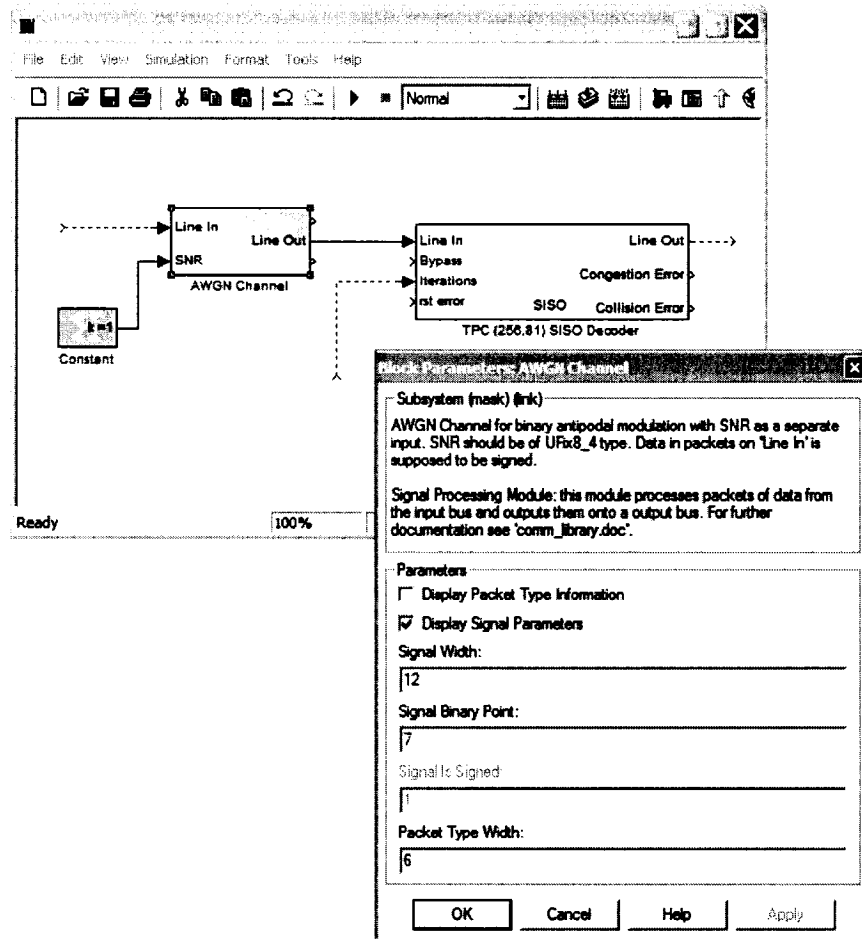 File Edit View Simulation Format Tools Help
Normal
Line In
Line Out
SNR
AWGN Channel
k=1
Constant
Line In
Line Out
Bypass
Iterations
Congestion Error
rst error
SISO
Collision Error
TPC (256,81) SISO Decoder
Ready
100%
Block Parameters: AWGN Channel
Subsystem (mask) (link)
AWGN Channel for binary antipodal modulation with SNR as a separate
input. SNR should be of UFix8_4 type. Data in packets on 'Line In' is
supposed to be signed.
Signal Processing Module: this module processes packets of data from
the input bus and outputs them onto a output bus. For further
documentation see 'comm_library.doc'.
Parameters
Display Packet Type Information
Display Signal Parameters
Signal Width:
12
Signal Binary Point:
7
Signal Is Signed:
1
Packet Type Width:
6
OK Cancel Help Apply